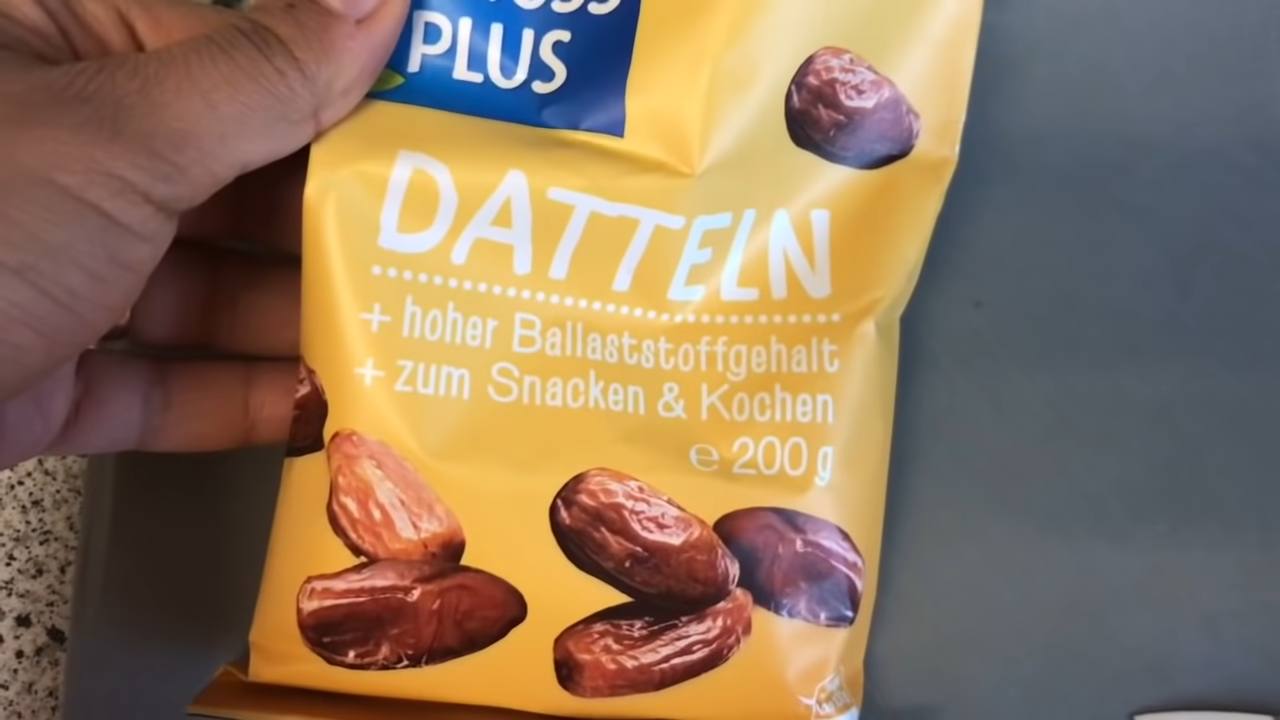 PLUS
DATTELN
+ hoher Ballaststoffgehalt
+ zum Snacken & Kochen
e 200 g